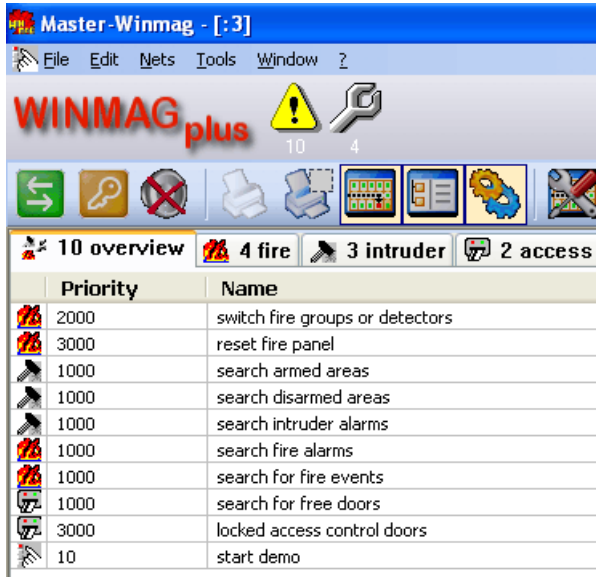 Master-Winmag - [:3]
File Edit Nets Tools Window ?
WINMAG plus
10 4
10 overview 4 fire 3 intruder 2 access
Priority Name
2000 switch fire groups or detectors
3000 reset fire panel
1000 search armed areas
1000 search disarmed areas
1000 search intruder alarms
1000 search fire alarms
1000 search for fire events
1000 search for free doors
3000 locked access control doors
10 start demo